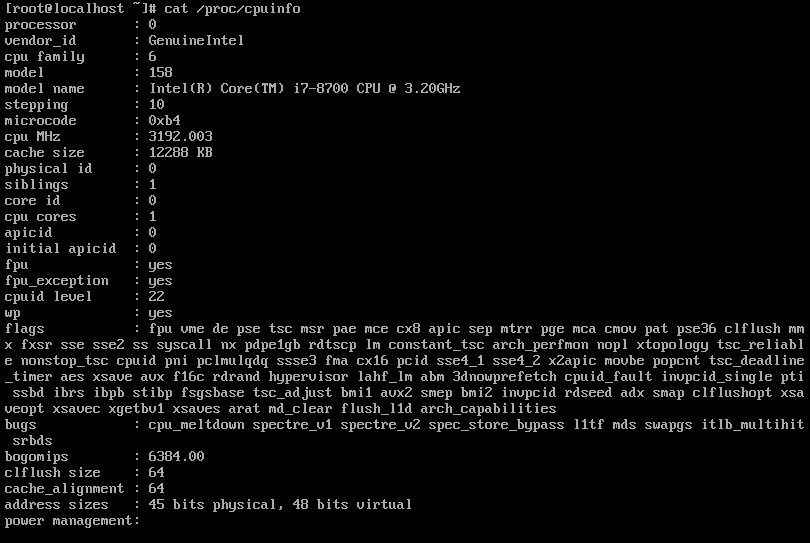 [root@localhost ~]# cat /proc/cpuinfo
processor       : 0
vendor_id       : GenuineIntel
cpu family      : 6
model           : 158
model name      : Intel(R) Core(TM) i7-8700 CPU @ 3.20GHz
stepping        : 10
microcode       : 0xb4
cpu MHz         : 3192.003
cache size      : 12288 KB
physical id     : 0
siblings        : 1
core id         : 0
cpu cores       : 1
apicid          : 0
initial apicid  : 0
fpu             : yes
fpu_exception   : yes
cpuid level     : 22
wp              : yes
flags           : fpu vme de pse tsc msr pae mce cx8 apic sep mtrr pge mca cmov pat pse36 clflush mm
x fxsr sse sse2 ss syscall nx pdpe1gb rdtscp lm constant_tsc arch_perfmon nopl xtopology tsc_reliabl
e nonstop_tsc cpuid pni pclmulqdq ssse3 fma cx16 pcid sse4_1 sse4_2 x2apic movbe popcnt tsc_deadline
_timer aes xsave avx f16c rdrand hypervisor lahf_lm abm 3dnowprefetch cpuid_fault invpcid_single pti
 ssbd ibrs ibpb stibp fsgsbase tsc_adjust bmi1 avx2 smep bmi2 invpcid rdseed adx smap clflushopt xsa
veopt xsavec xgetbv1 xsaves arat md_clear flush_l1d arch_capabilities
bugs            : cpu_meltdown spectre_v1 spectre_v2 spec_store_bypass l1tf mds swapgs itlb_multihit
 srbds
bogomips        : 6384.00
clflush size    : 64
cache_alignment : 64
address sizes   : 45 bits physical, 48 bits virtual
power management: